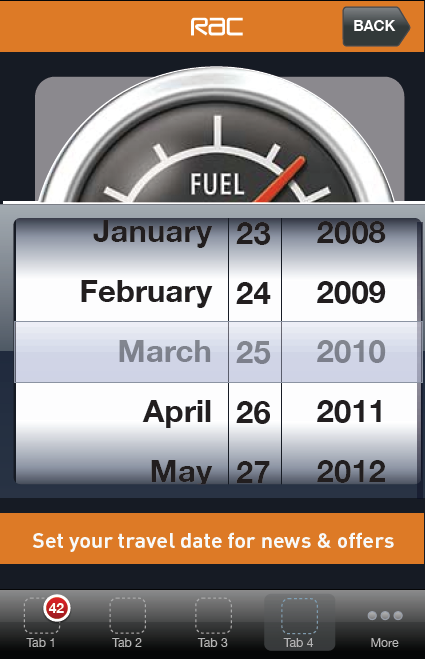 RAC
BACK
FUEL
January 23 2008
February 24 2009
March 25 2010
April 26 2011
May 27 2012
Set your travel date for news & offers
42
Tab 1 Tab 2 Tab 3 Tab 4 More